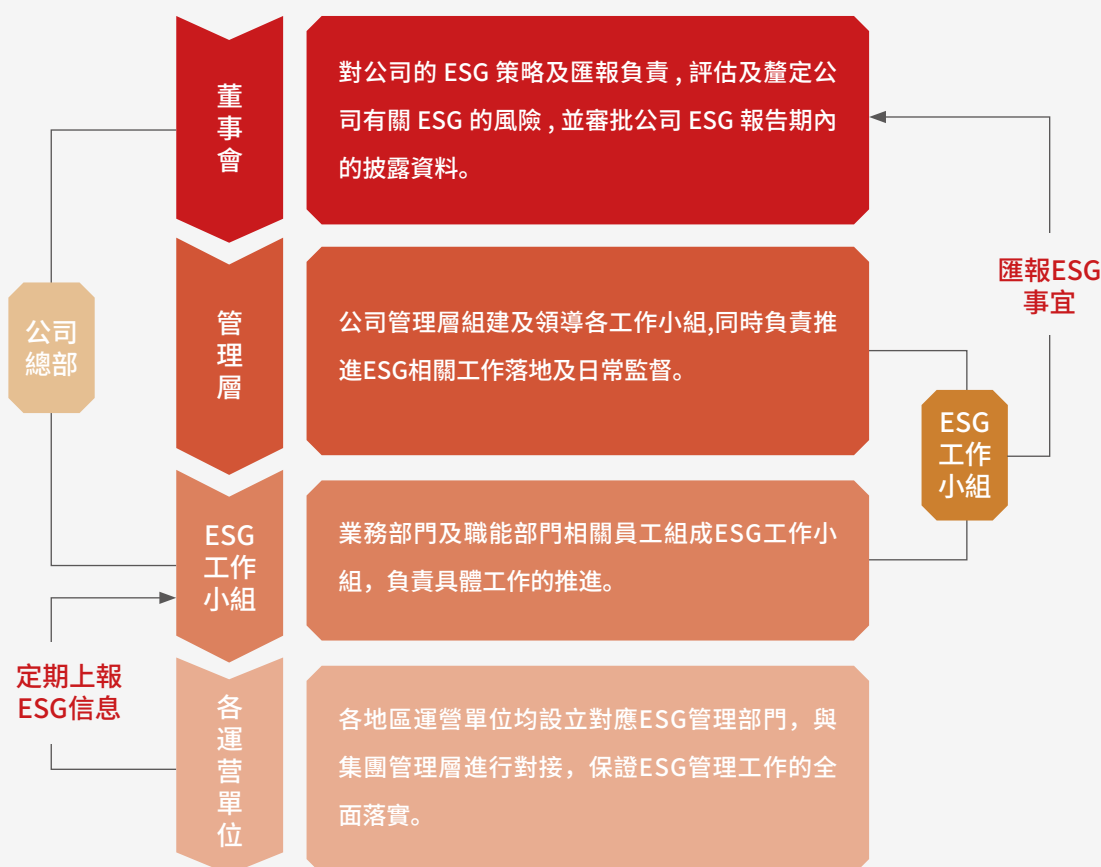 董事會
對公司的 ESG 策略及匯報負責 , 評估及釐定公
司有關 ESG 的風險 , 並審批公司 ESG 報告期內
的披露資料。
匯報ESG
事宜
公司
總部
管理層
公司管理層組建及領導各工作小組,同時負責推
進ESG相關工作落地及日常監督。
ESG
工作
小組
ESG
工作
小組
業務部門及職能部門相關員工組成ESG工作小
組，負責具體工作的推進。
定期上報
ESG信息
各運營單位
各地區運營單位均設立對應ESG管理部門，與
集團管理層進行對接，保證ESG管理工作的全
面落實。